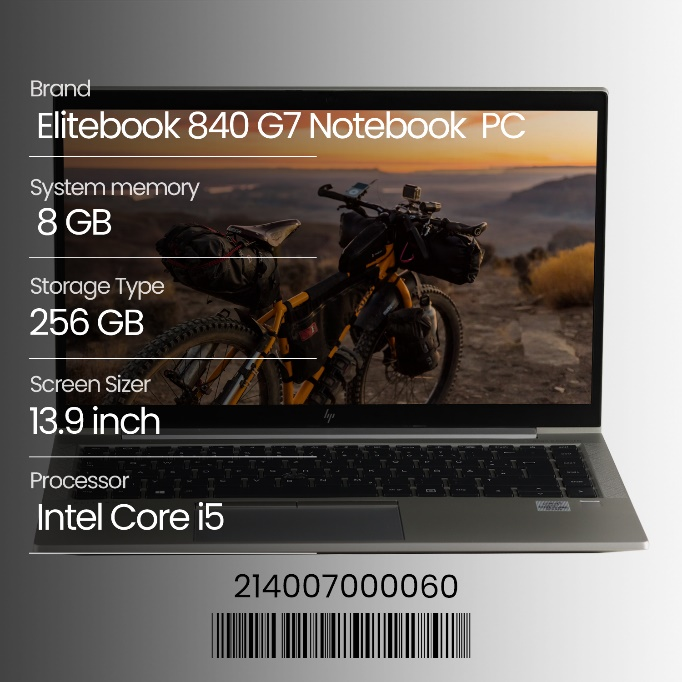 Brand
Elitebook 840 G7 Notebook PC
System memory
8 GB
Storage Type
256 GB
Screen Sizer
13.9 inch
hp
Processor
Intel Core i5
214007000060